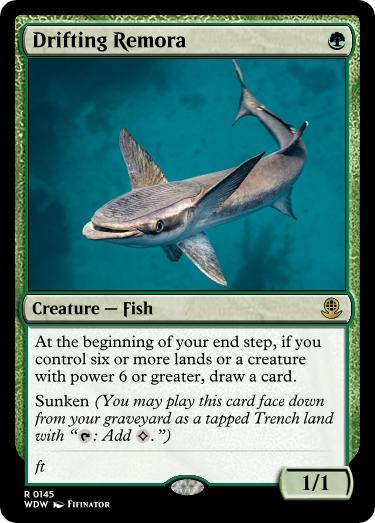 Drifting Remora
Creature — Fish
At the beginning of your end step, if you
control six or more lands or a creature
with power 6 or greater, draw a card.
Sunken (You may play this card face down
from your graveyard as a tapped Trench land
with “: Add .”)
ft
1/1
R 0145
WDW Fifinator